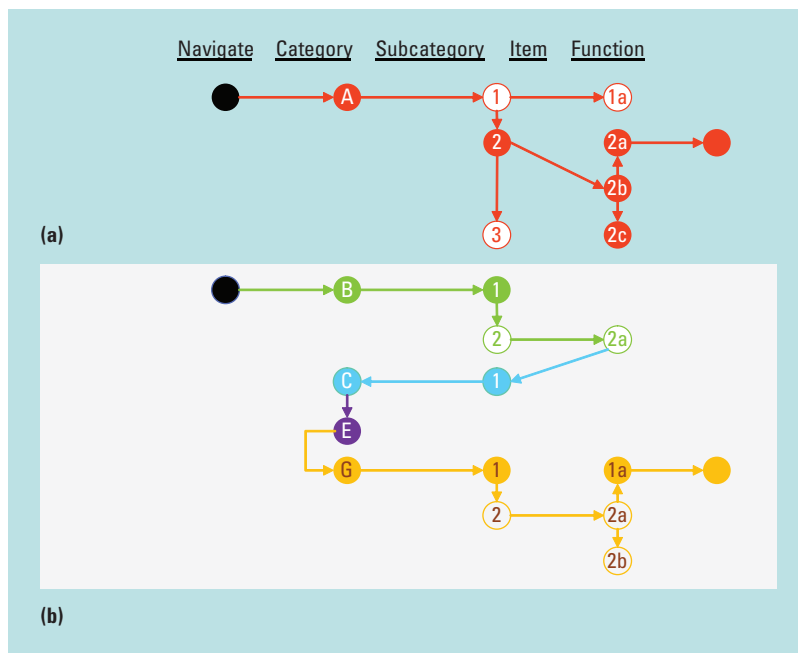 Navigate Category Subcategory Item Function
A 1 1a
2 2a
2b
(a) 3 2c
B 1
2 2a
C 1
E
G 1 1a
2 2a
2b
(b)